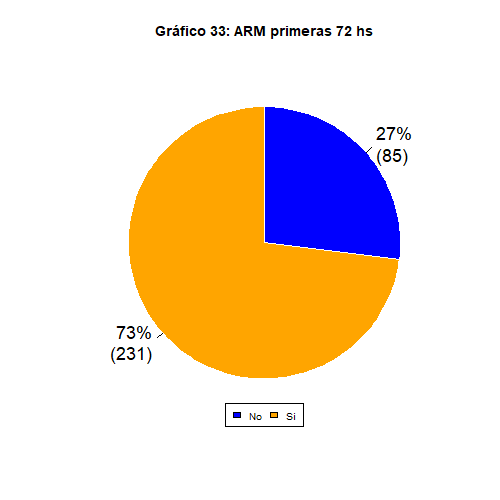 Gráfico 33: ARM primeras 72 hs
27%
(85)
73%
(231)
No Si